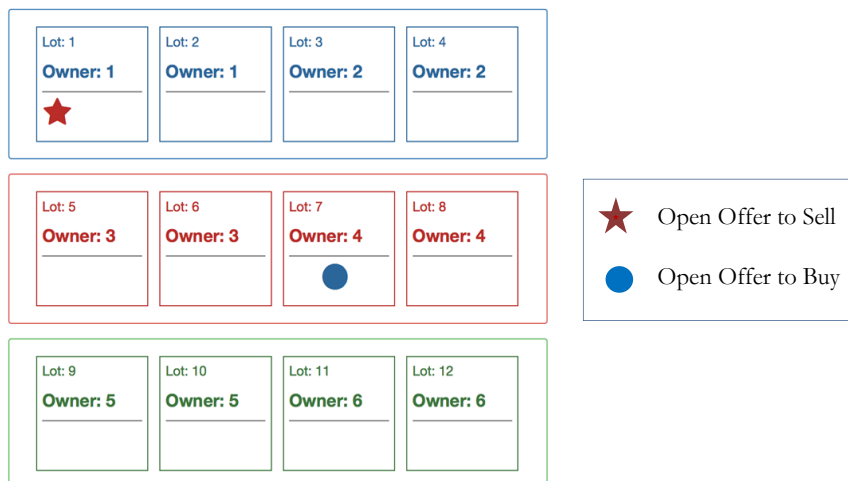 Lot: 1
Owner: 1
Lot: 2
Owner: 1
Lot: 3
Owner: 2
Lot: 4
Owner: 2
Lot: 5
Owner: 3
Lot: 6
Owner: 3
Lot: 7
Owner: 4
Lot: 8
Owner: 4
Open Offer to Sell
Open Offer to Buy
Lot: 9
Owner: 5
Lot: 10
Owner: 5
Lot: 11
Owner: 6
Lot: 12
Owner: 6